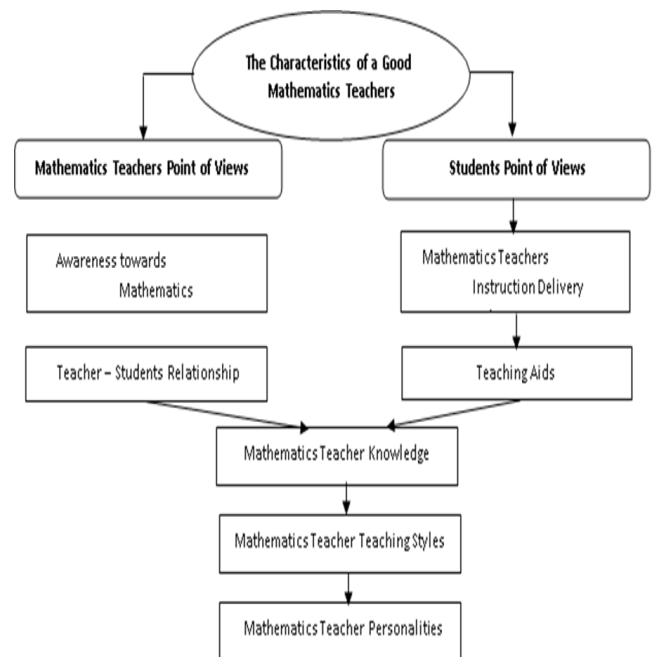 The Characteristics of a Good
Mathematics Teachers
Mathematics Teachers Point of Views
Students Point of Views
Awareness towards
Mathematics
Mathematics Teachers
Instruction Delivery
Teacher – Students Relationship
Teaching Aids
Mathematics Teacher Knowledge
Mathematics Teacher Teaching Styles
Mathematics Teacher Personalities